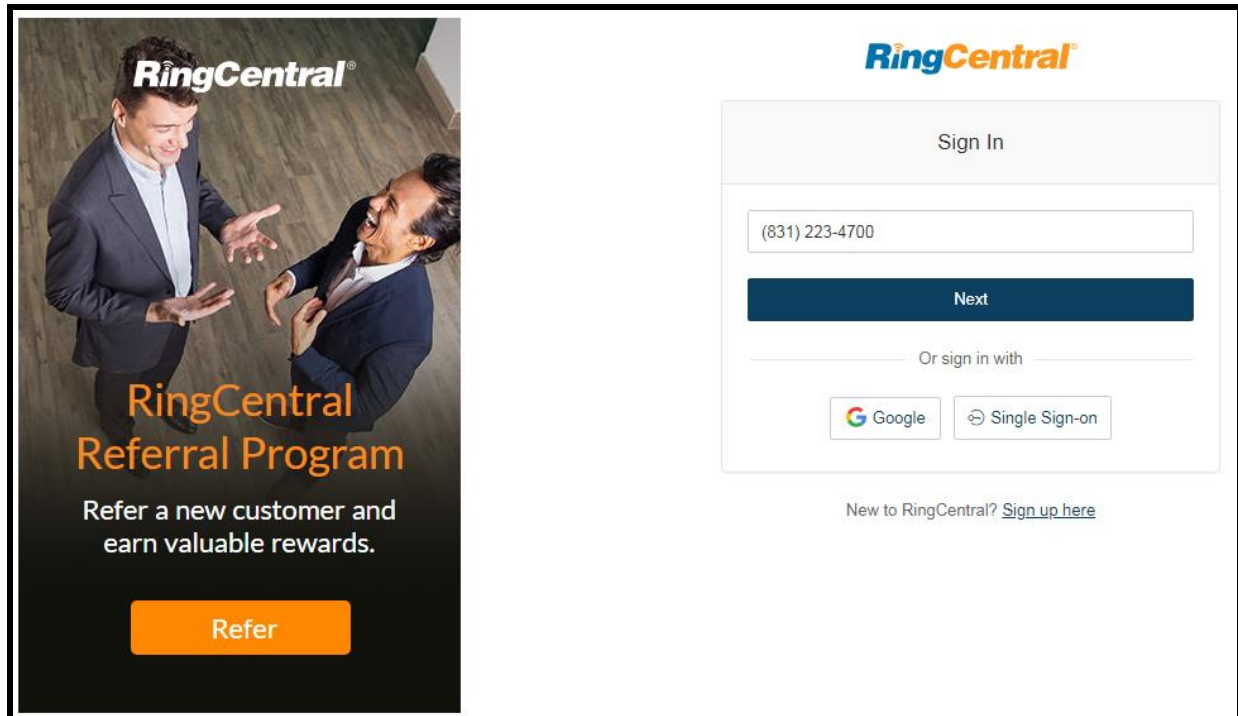 RingCentral®
RingCentral
Referral Program
Refer a new customer and
earn valuable rewards.
Refer
RingCentral®
Sign In
(831) 223-4700
Next
Or sign in with
Google
Single Sign-on
New to RingCentral? Sign up here